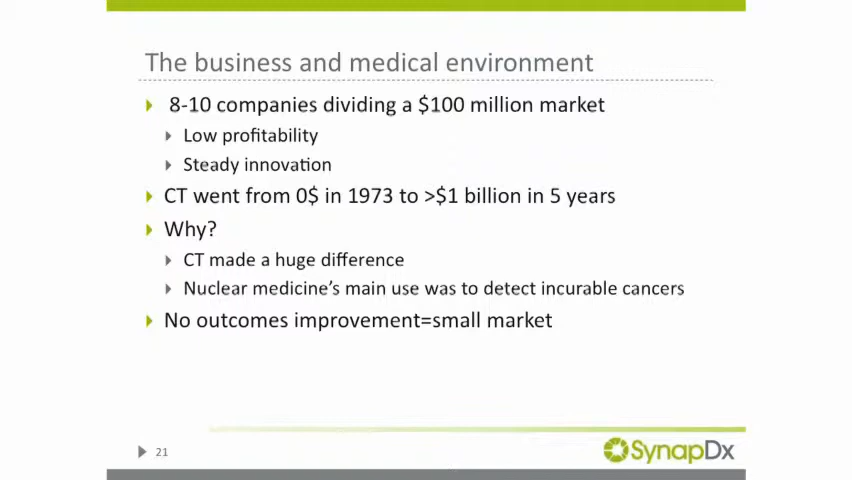 The business and medical environment
8-10 companies dividing a $100 million market
Low profitability
Steady innovation
CT went from 0$ in 1973 to >$1 billion in 5 years
Why?
CT made a huge difference
Nuclear medicine's main use was to detect incurable cancers
No outcomes improvement=small market
21
SynapDx